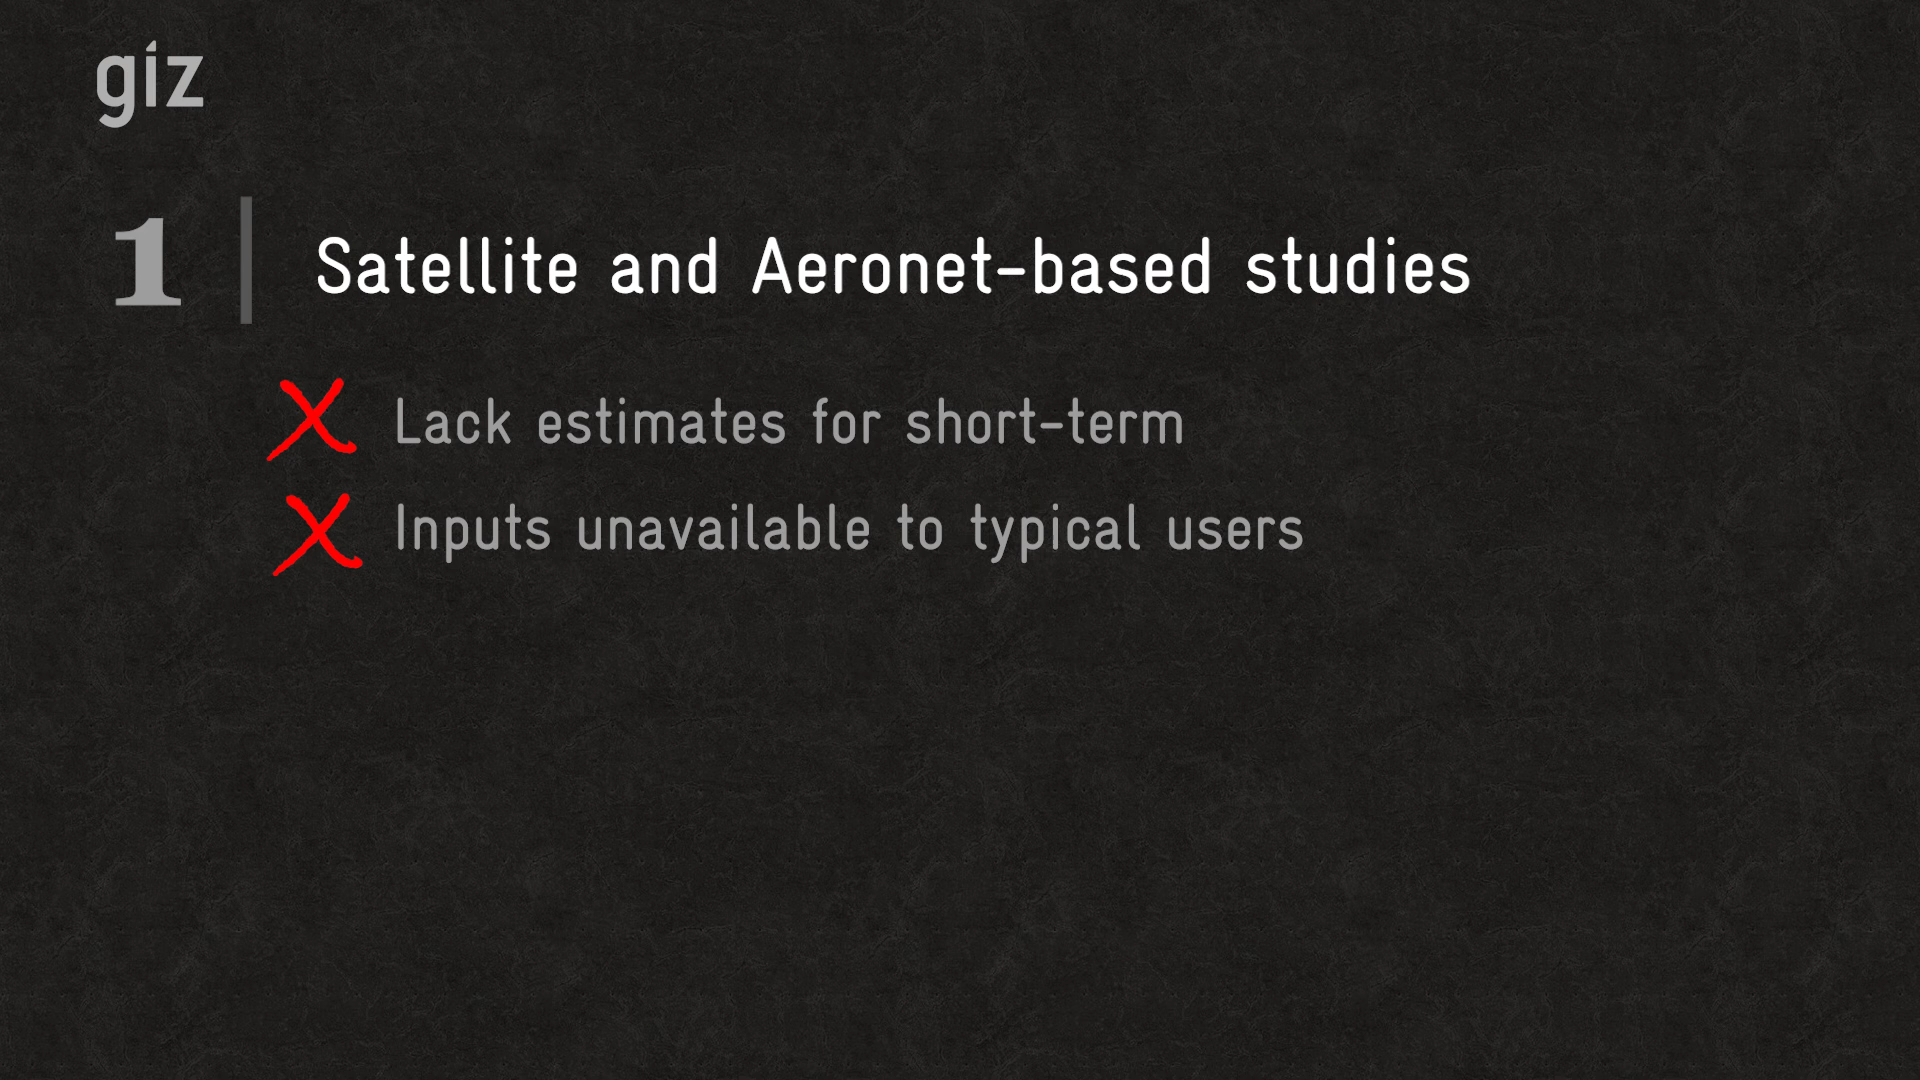 giz
1
Satellite and Aeronet-based studies
Lack estimates for short-term
Inputs unavailable to typical users